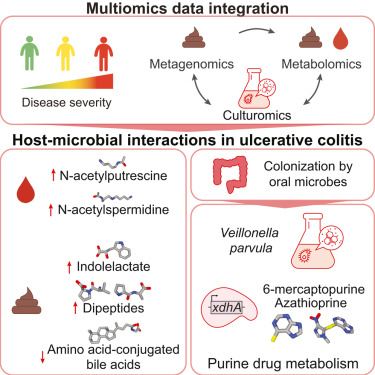 Multiomics data integration
Disease severity
Metagenomics
Metabolomics
Culturomics
Host-microbial interactions in ulcerative colitis
N-acetylputrescine
N-acetylspermidine
Indolelactate
Dipeptides
Amino acid-conjugated
bile acids
Colonization by
oral microbes
Veillonella
parvula
xdhA
6-mercaptopurine
Azathioprine
Purine drug metabolism